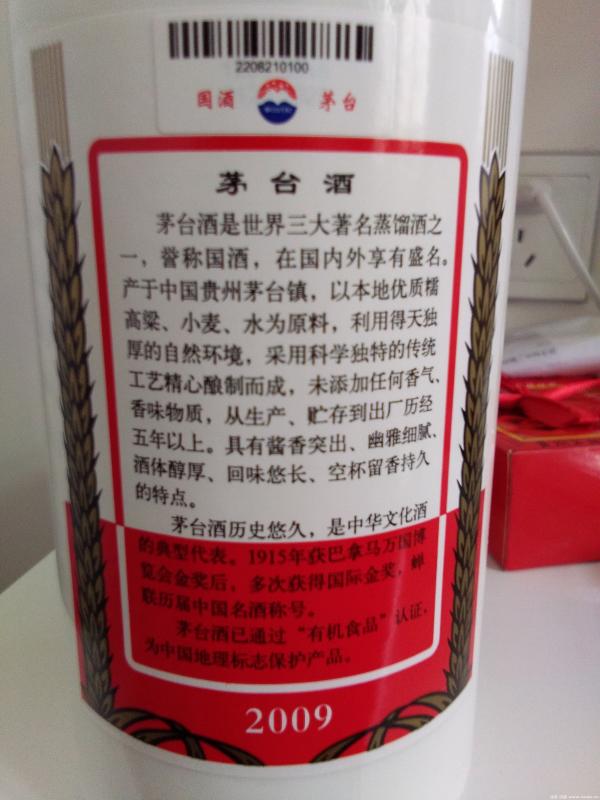 2208210100
国酒 茅台
茅台酒
茅台酒是世界三大著名蒸馏酒之
一，誉称国酒，在国内外享有盛名。
产于中国贵州茅台镇，以本地优质糯
高粱、小麦、水为原料，利用得天独
厚的自然环境，采用科学独特的传统
工艺精心酿制而成，未添加任何香气、
香味物质，从生产、贮存到出厂历经
五年以上。具有酱香突出、幽雅细腻、
酒体醇厚、回味悠长、空杯留香持久
的特点。
茅台酒历史悠久，是中华文化酒
的典型代表。1915年获巴拿马万国博
览会金奖后，多次获得国际金奖，蝉
联历届中国名酒称号。
茅台酒已通过“有机食品”认证，
为中国地理标志保护产品。
2009